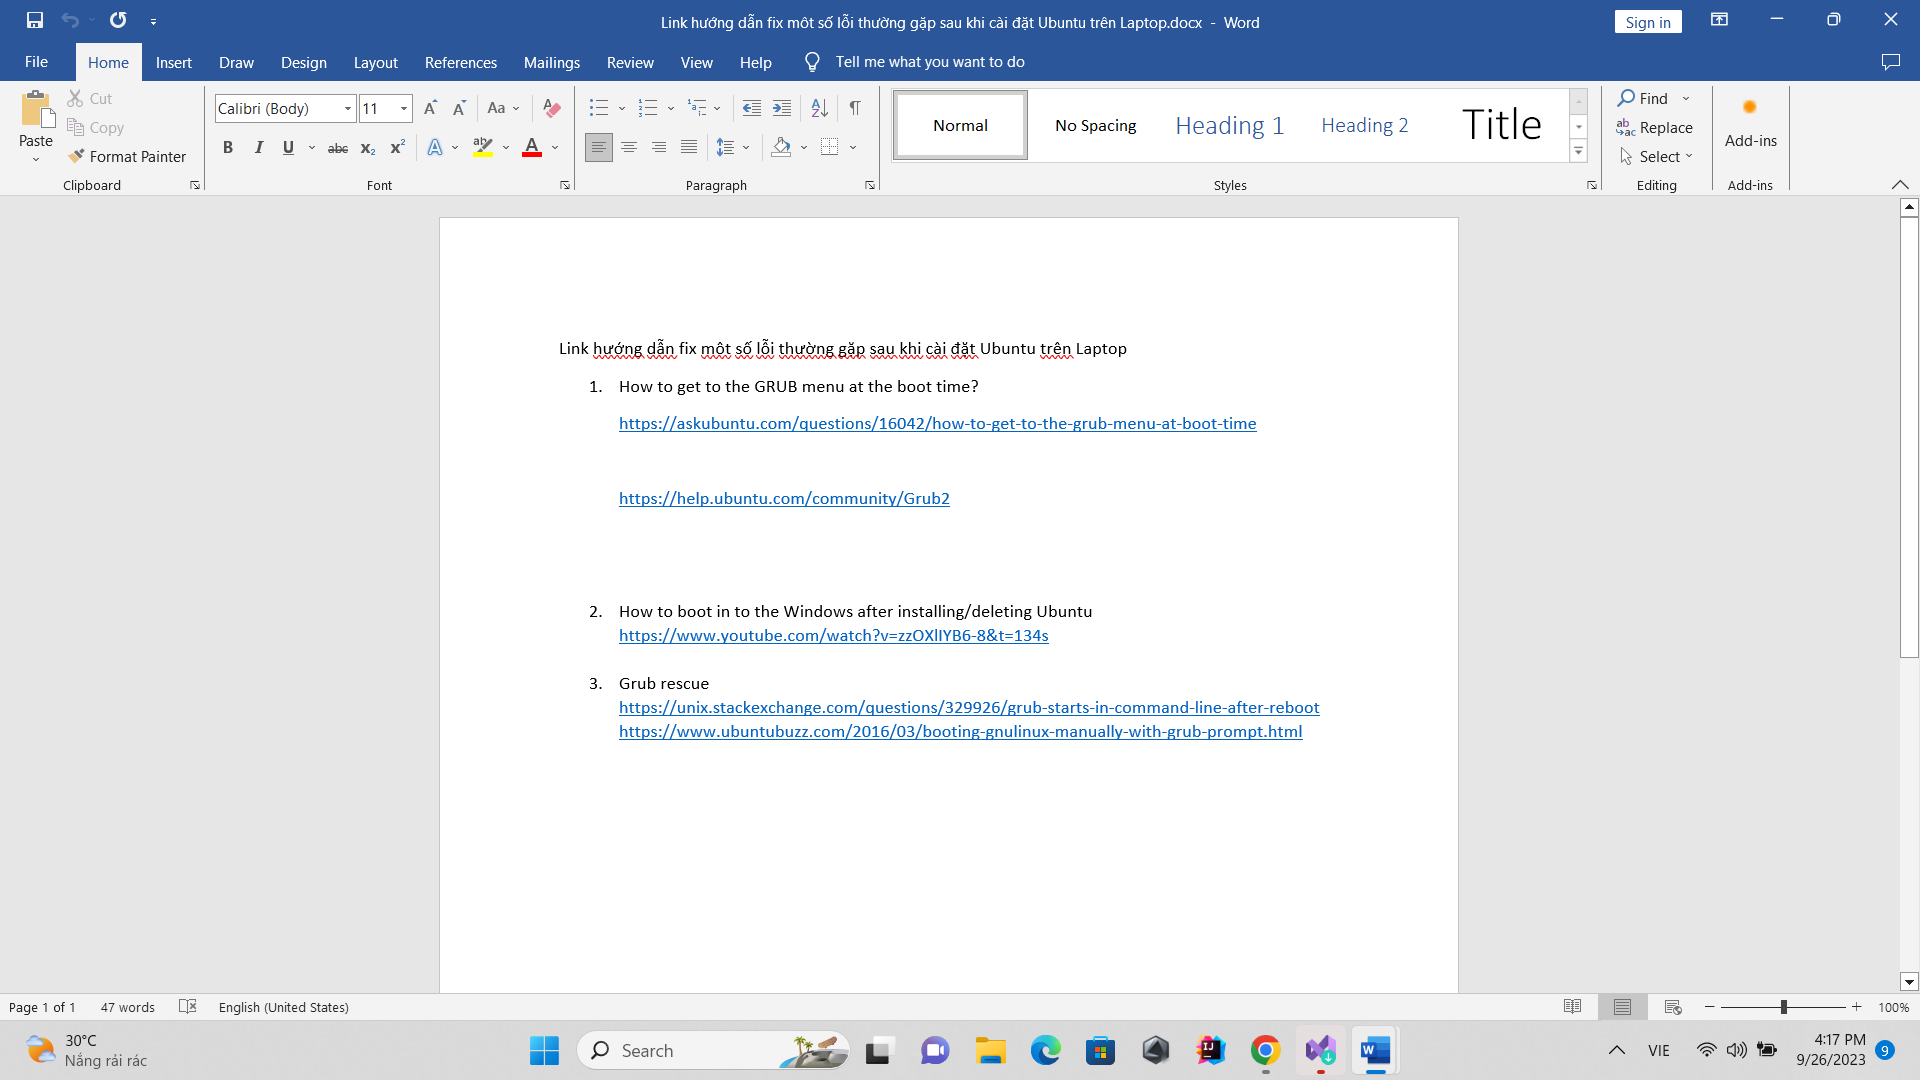 Link hướng dẫn fix một số lỗi thường gặp sau khi cài đặt Ubuntu trên Laptop.docx - Word
Sign in
File Home Insert Draw Design Layout References Mailings Review View Help Tell me what you want to do
Paste
Cut
Copy
Format Painter
Clipboard
Calibri (Body) 11
Font
Paragraph
Normal
No Spacing
Heading 1
Heading 2
Title
Styles
Find
Replace
Select
Editing
Add-ins
Add-ins
Link hướng dẫn fix một số lỗi thường gặp sau khi cài đặt Ubuntu trên Laptop
1. How to get to the GRUB menu at the boot time?
https://askubuntu.com/questions/16042/how-to-get-to-the-grub-menu-at-boot-time
https://help.ubuntu.com/community/Grub2
2. How to boot in to the Windows after installing/deleting Ubuntu
https://www.youtube.com/watch?v=zzOXlIYB6-8&t=134s
3. Grub rescue
https://unix.stackexchange.com/questions/329926/grub-starts-in-command-line-after-reboot
https://www.ubuntubuzz.com/2016/03/booting-gnulinux-manually-with-grub-prompt.html
Page 1 of 1 47 words English (United States) 100%
30°C
Nắng rải rác
Search
VIE
4:17 PM
9/26/2023
9